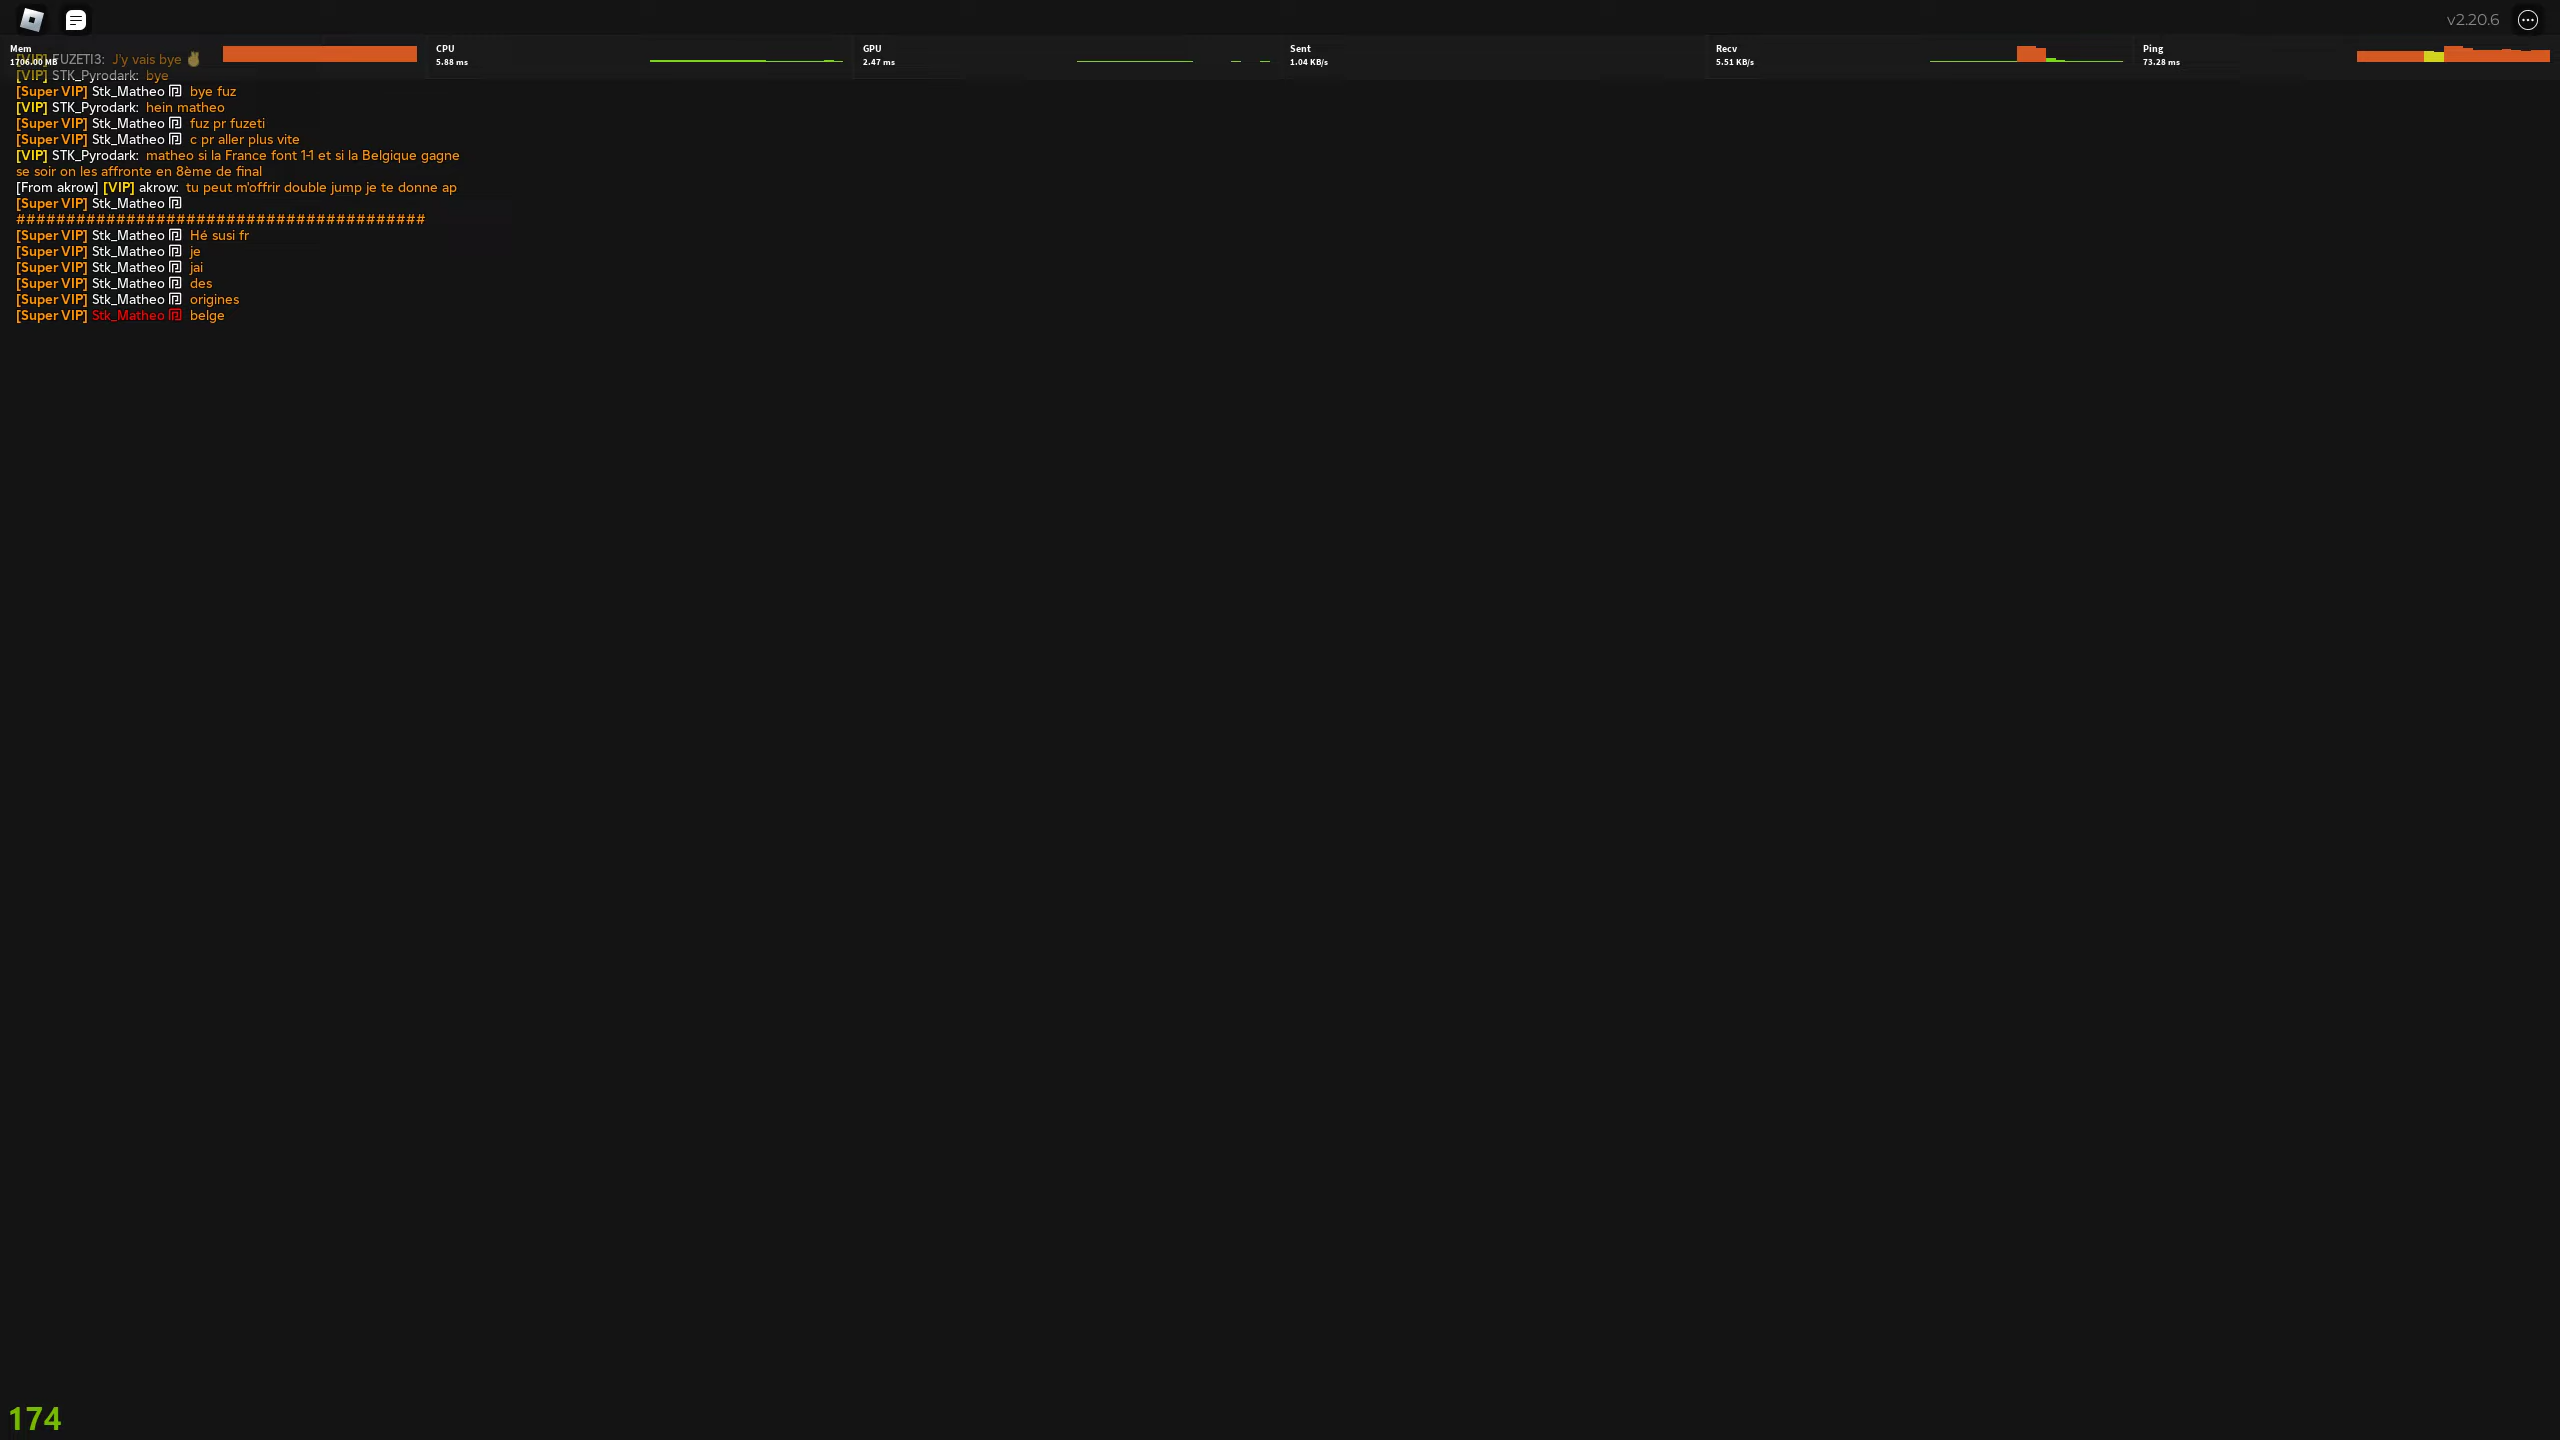 v2.20.6
Mem
1706.00 MB
CPU
5.88 ms
GPU
2.47 ms
Sent
1.04 KB/s
Recv
5.51 KB/s
Ping
73.28 ms
[VIP] FUZETI3: J'y vais bye ✌
[VIP] STK_Pyrodark: bye
[Super VIP] Stk_Matheo bye fuz
[VIP] STK_Pyrodark: hein matheo
[Super VIP] Stk_Matheo fuz pr fuzeti
[Super VIP] Stk_Matheo c pr aller plus vite
[VIP] STK_Pyrodark: matheo si la France font 1-1 et si la Belgique gagne
se soir on les affronte en 8ème de final
[From akrow] [VIP] akrow: tu peut m'offrir double jump je te donne ap
[Super VIP] Stk_Matheo
#########################################
[Super VIP] Stk_Matheo Hé susi fr
[Super VIP] Stk_Matheo je
[Super VIP] Stk_Matheo jai
[Super VIP] Stk_Matheo des
[Super VIP] Stk_Matheo origines
[Super VIP] Stk_Matheo belge
174